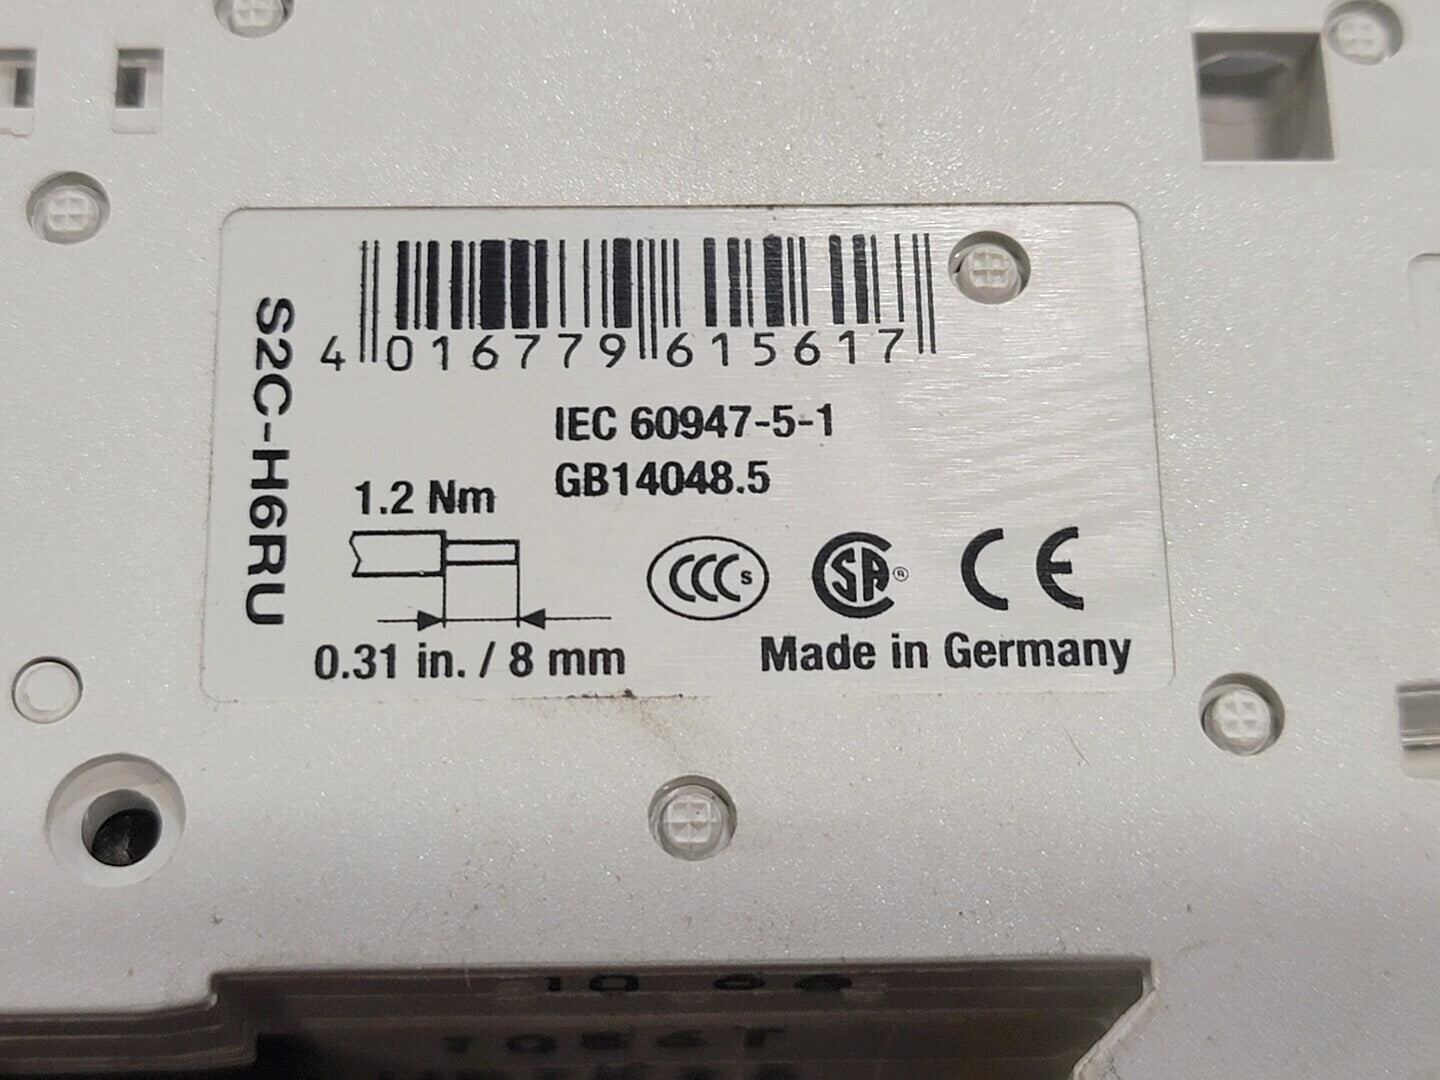 S2C-H6RU
4 016779 615617
IEC 60947-5-1
GB14048.5
1.2 Nm
CCC S
SA®
CE
0.31 in. / 8 mm
Made in Germany